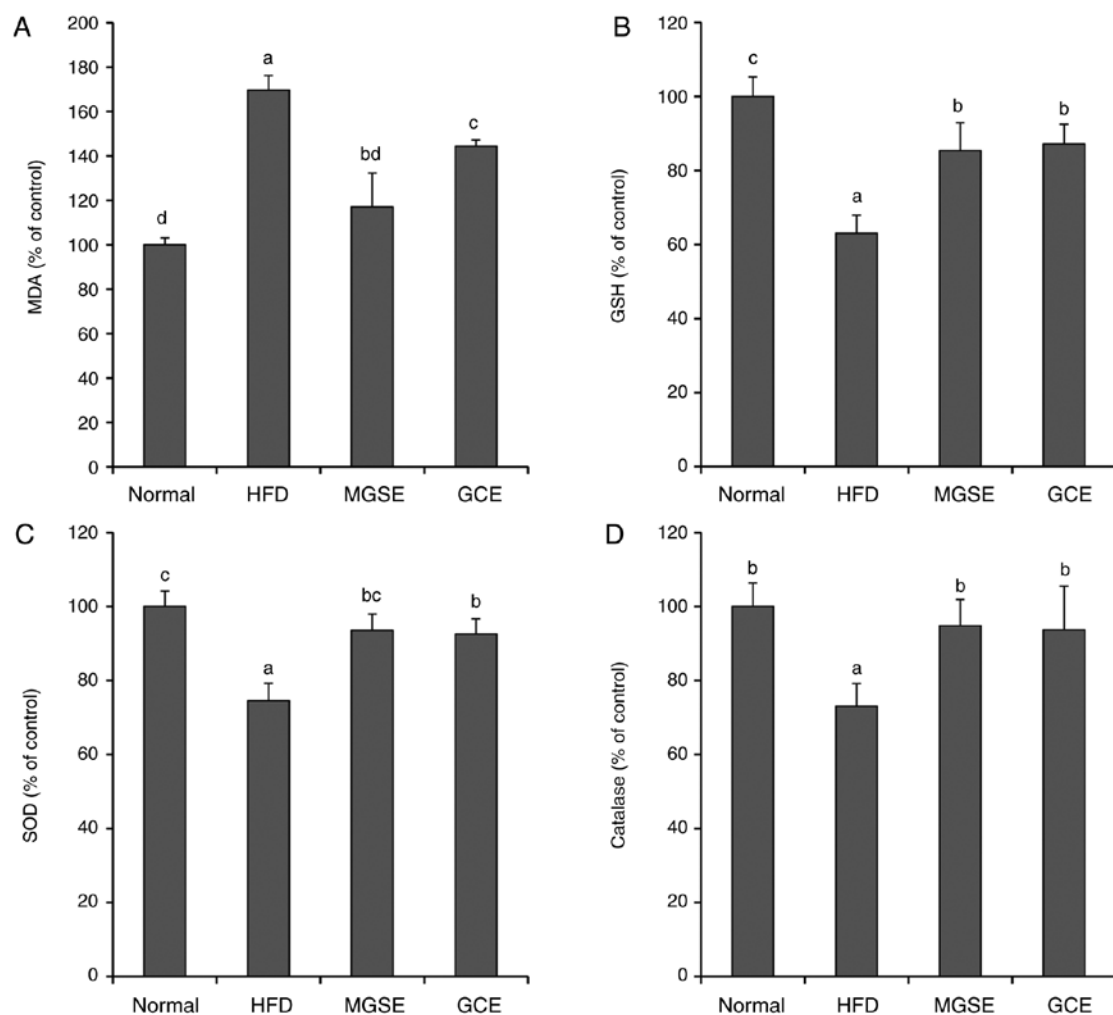 A
MDA (% of control)
200
180
160
140
120
100
80
60
40
20
0
d
a
bd
c
Normal HFD MGSE GCE
B
GSH (% of control)
120
100
80
60
40
20
0
c
a
b
b
Normal HFD MGSE GCE
C
SOD (% of control)
120
100
80
60
40
20
0
c
a
bc
b
Normal HFD MGSE GCE
D
Catalase (% of control)
120
100
80
60
40
20
0
b
a
b
b
Normal HFD MGSE GCE